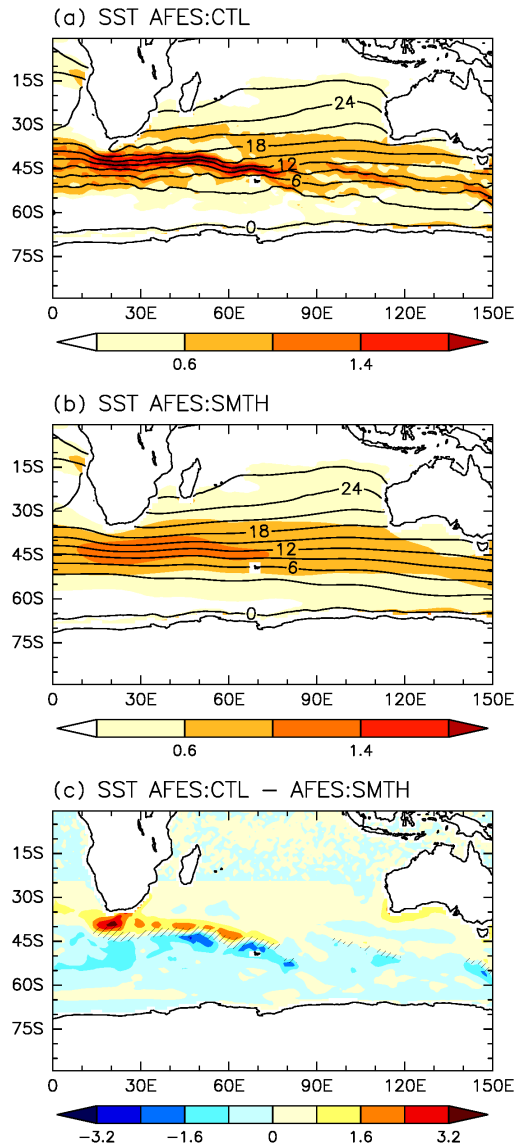 (a) SST AFES:CTL
15S
30S
45S
60S
75S
24
18
12
6
0
0 30E 60E 90E 120E 150E
0.6 1.4
(b) SST AFES:SMTH
15S
30S
45S
60S
75S
24
18
12
6
0
0 30E 60E 90E 120E 150E
0.6 1.4
(c) SST AFES:CTL − AFES:SMTH
15S
30S
45S
60S
75S
0 30E 60E 90E 120E 150E
−3.2 −1.6 0 1.6 3.2